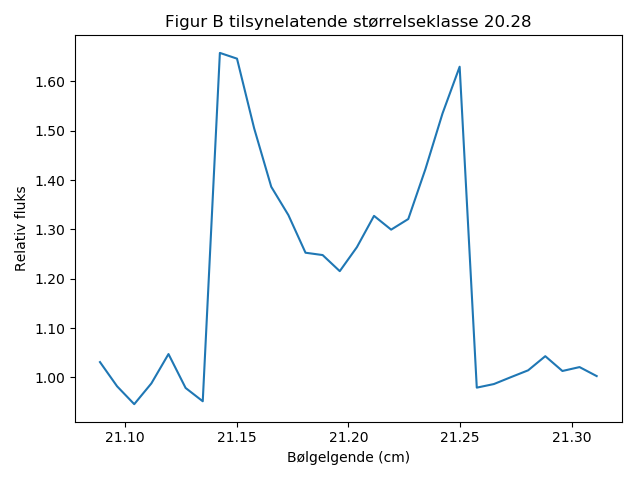 Figur B tilsynelatende størrelseklasse 20.28
1.60
1.50
1.40
1.30
1.20
1.10
1.00
Relativ fluks
21.10 21.15 21.20 21.25 21.30
Bølgelgende (cm)